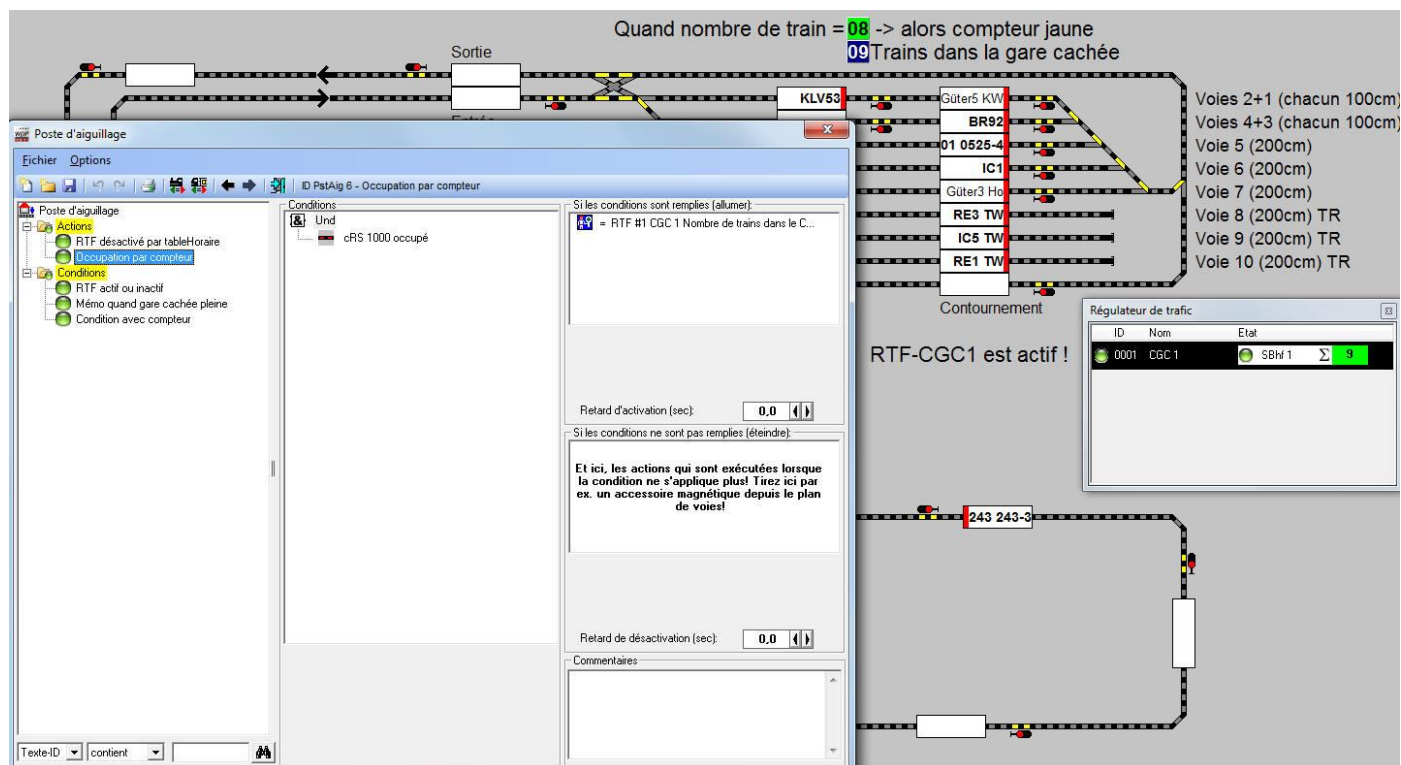 Quand nombre de train = 08 -> alors compteur jaune
09 Trains dans la gare cachée
Sortie
KLV53
Güter5 KW
BR92
01 0525-4
IC1
Güter3 Ho
RE3 TW
IC5 TW
RE1 TW
Contournement
Voies 2+1 (chacun 100cm)
Voies 4+3 (chacun 100cm)
Voie 5 (200cm)
Voie 6 (200cm)
Voie 7 (200cm)
Voie 8 (200cm) TR
Voie 9 (200cm) TR
Voie 10 (200cm) TR
Poste d'aiguillage
Fichier Options
ID PstAig 6 - Occupation par compteur
Poste d'aiguillage
Actions
RTF désactivé par tableHoraire
Occupation par compteur
Conditions
RTF actif ou inactif
Mémo quand gare cachée pleine
Condition avec compteur
Texte-ID contient
Conditions
& Und
cRS 1000 occupé
Si les conditions sont remplies (allumer):
= RTF #1 CGC 1 Nombre de trains dans le C...
Retard d'activation (sec): 0,0
Si les conditions ne sont pas remplies (éteindre):
Et ici, les actions qui sont exécutées lorsque
la condition ne s'applique plus! Tirez ici par
ex. un accessoire magnétique depuis le plan
de voies!
Retard de désactivation (sec): 0,0
Commentaires
RTF-CGC1 est actif !
Régulateur de trafic
ID Nom Etat
0001 CGC 1 SBhf 1 Σ 9
243 243-3